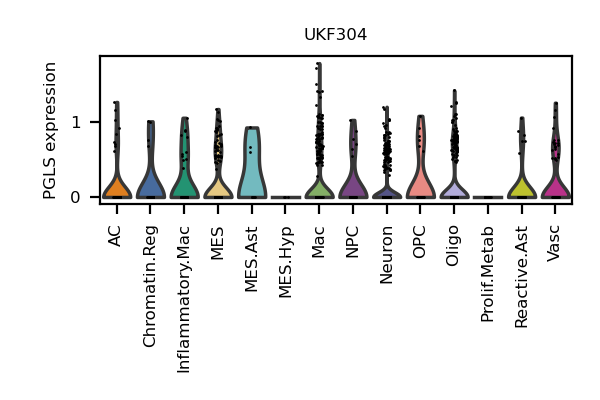 UKF304
PGLS expression
1
0
AC
Chromatin.Reg
Inflammatory.Mac
MES
MES.Ast
MES.Hyp
Mac
NPC
Neuron
OPC
Oligo
Prolif.Metab
Reactive.Ast
Vasc